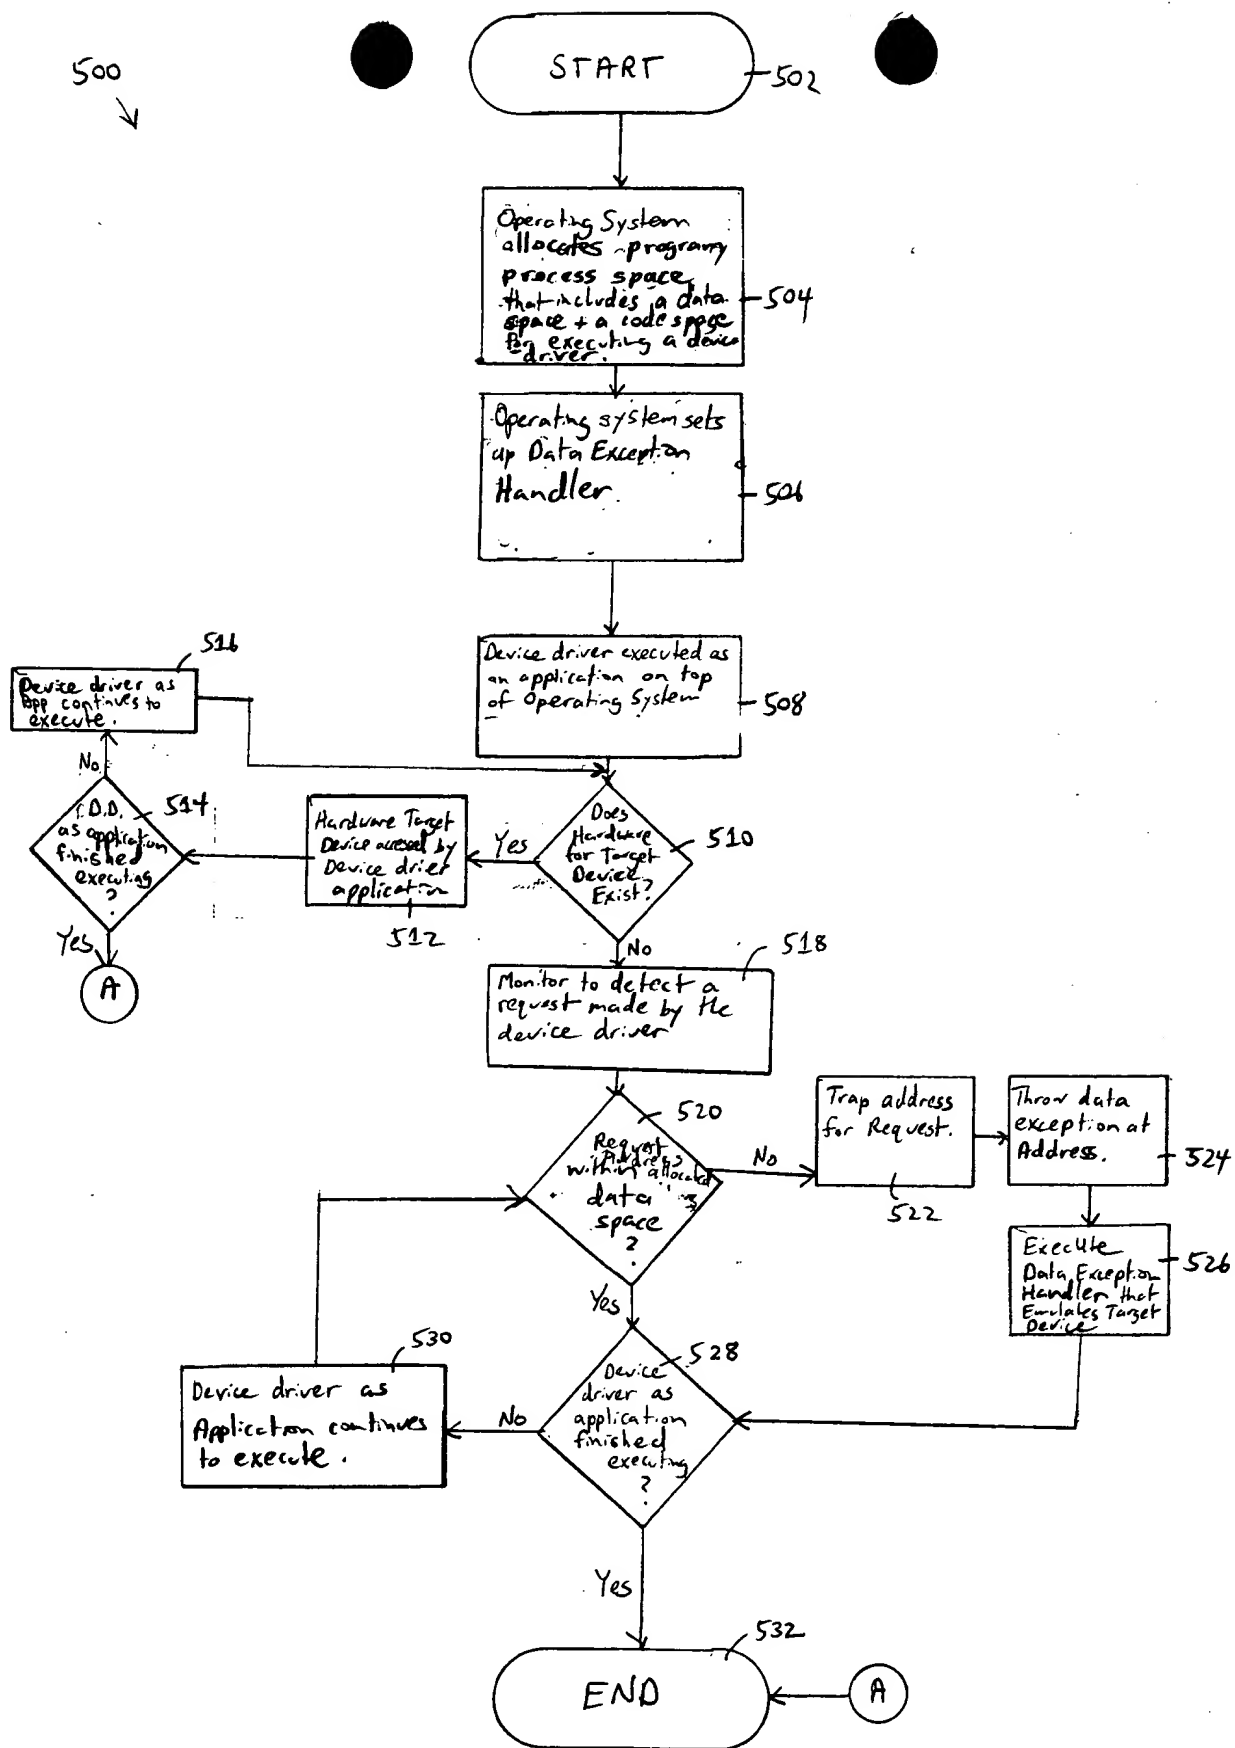 500
START
502
Operating System
allocates program
process space
that includes a data
space + a code space
for executing a device
driver.
504
Operating system sets
up Data Exception
Handler.
506
Device driver executed as
an application on top
of Operating System
508
516
Device driver as
App continues to
execute.
No
D.D.
as application
finished
executing
?
514
Yes
A
Hardware Target
Device accessed by
Device drier
application
512
Yes
Does
Hardware
for Target
Device
Exist?
510
No
518
Monitor to detect a
request made by the
device driver
520
Request
Address
within allocated
data
space
?
No
Trap address
for Request.
522
Throw data
exception at
Address.
524
Execute
Data Exception
Handler that
Emulates Target
Device
526
Yes
528
Device
driver as
application
finished
executing
?
No
530
Device driver as
Application continues
to execute.
Yes
532
END
A